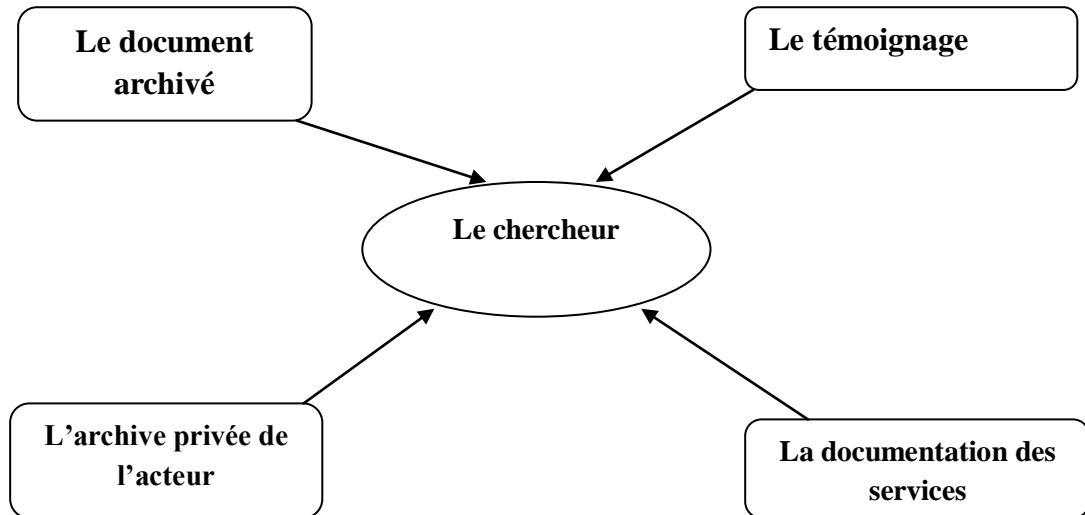 Le document
archivé
Le témoignage
Le chercheur
L’archive privée de
l’acteur
La documentation des
services